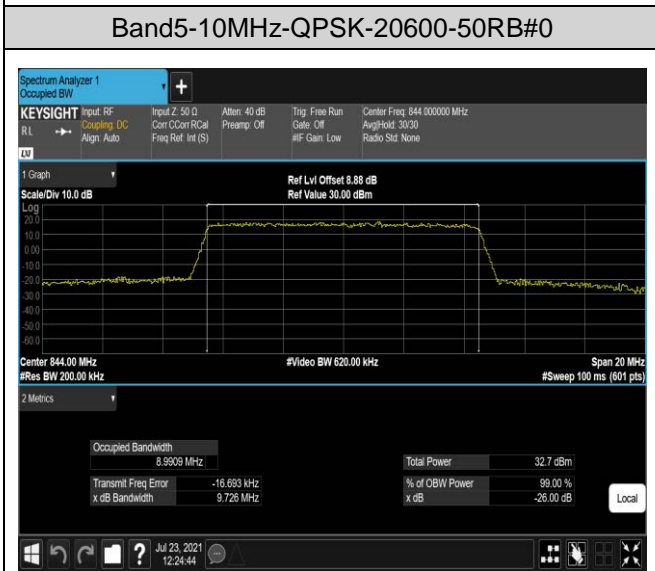 Band5-10MHz-QPSK-20600-50RB#0
Spectrum Analyzer 1
Occupied BW
+
KEYSIGHT
RL
LXI
Input: RF
Coupling: DC
Align: Auto
Input Z: 50 Ω
Corr CCorr RCal
Freq Ref: Int (S)
Atten: 40 dB
Preamp: Off
Trig: Free Run
Gate: Off
#IF Gain: Low
Center Freq: 844.000000 MHz
Avg|Hold: 30/30
Radio Std: None
1 Graph
Scale/Div 10.0 dB
Ref Lvl Offset 8.88 dB
Ref Value 30.00 dBm
Log
20.0
10.0
0.00
-10.0
-20.0
-30.0
-40.0
-50.0
-60.0
Center 844.00 MHz
#Video BW 620.00 kHz
Span 20 MHz
#Res BW 200.00 kHz
#Sweep 100 ms (601 pts)
2 Metrics
Occupied Bandwidth
8.9909 MHz
Total Power 32.7 dBm
Transmit Freq Error -16.693 kHz
% of OBW Power 99.00 %
x dB Bandwidth 9.726 MHz
x dB -26.00 dB
Local
?
Jul 23, 2021
12:24:44